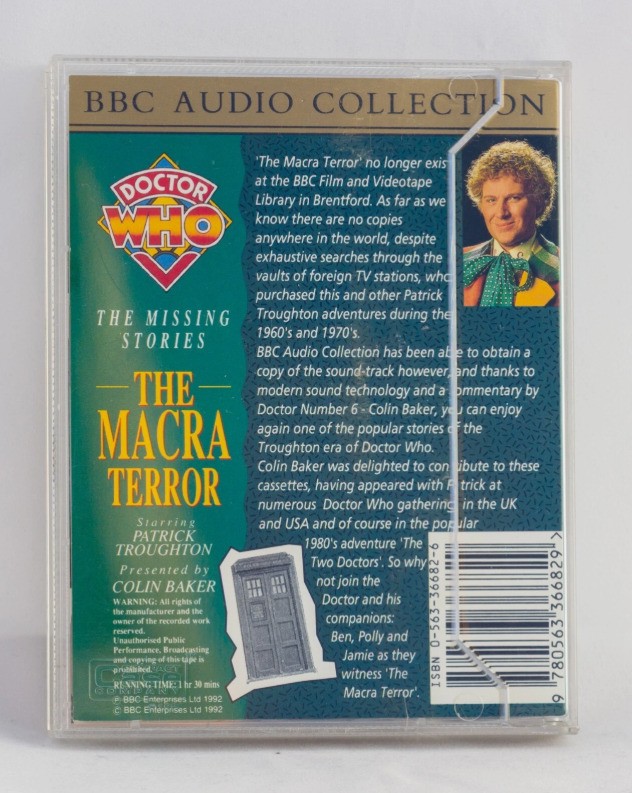 BBC AUDIO COLLECTION
DOCTOR
WHO
THE MISSING
STORIES
THE
MACRA
TERROR
Starring
PATRICK
TROUGHTON
Presented by
COLIN BAKER
WARNING: All rights of
the manufacturer and the
owner of the recorded work
reserved.
Unauthorised Public
Performance, Broadcasting
and copying of this tape is
prohibited.
RUNNING TIME: 1 hr 30 mins
℗ BBC Enterprises Ltd 1992
© BBC Enterprises Ltd 1992
'The Macra Terror' no longer exis
at the BBC Film and Videotape
Library in Brentford. As far as we
know there are no copies
anywhere in the world, despite
exhaustive searches through the
vaults of foreign TV stations, who
purchased this and other Patrick
Troughton adventures during the
1960's and 1970's.
BBC Audio Collection has been able to obtain a
copy of the sound-track however, and thanks to
modern sound technology and a commentary by
Doctor Number 6 - Colin Baker, you can enjoy
again one of the popular stories of the
Troughton era of Doctor Who.
Colin Baker was delighted to contribute to these
cassettes, having appeared with Patrick at
numerous Doctor Who gatherings in the UK
and USA and of course in the popular
1980's adventure 'The
Two Doctors'. So why
not join the
Doctor and his
companions:
Ben, Polly and
Jamie as they
witness 'The
Macra Terror'.
ISBN 0-563-36682-6
9 780563 366829 >